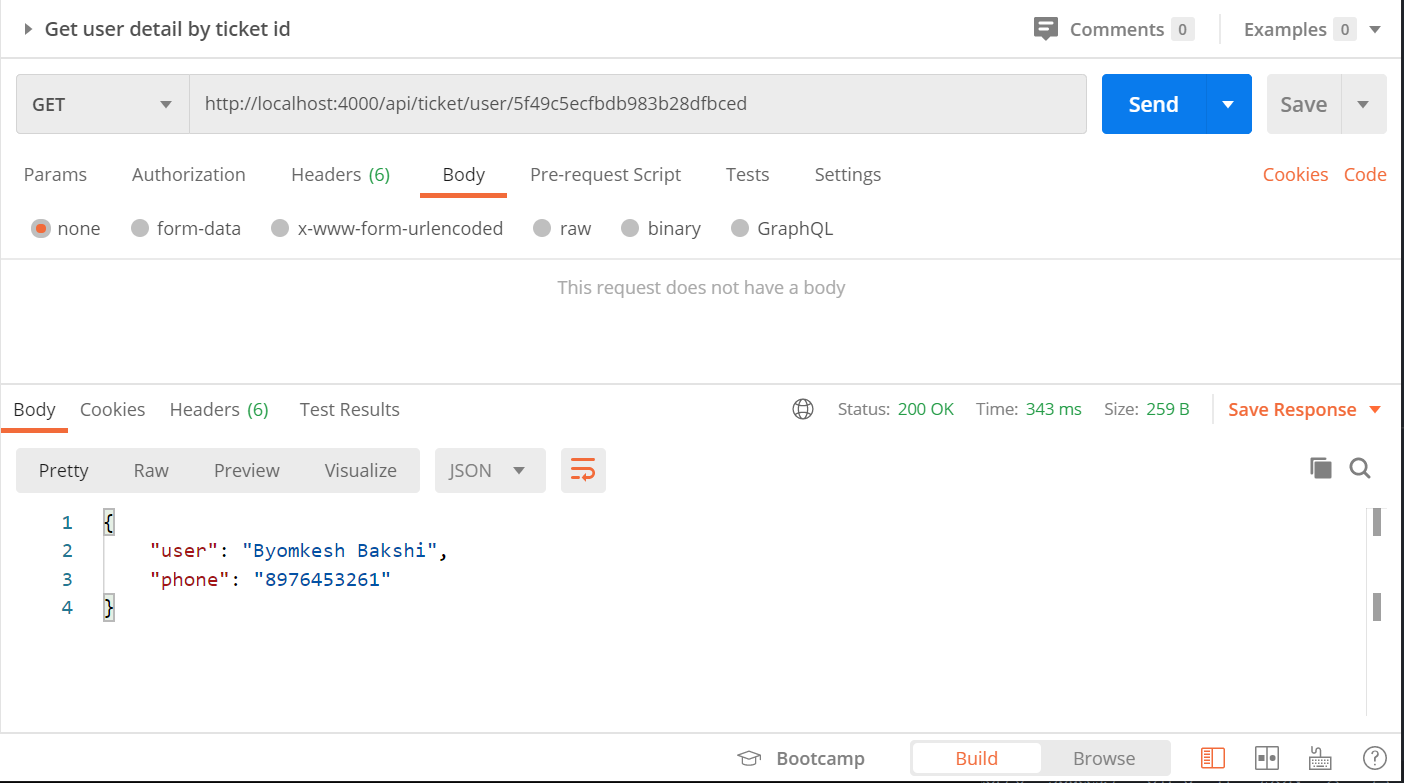 Get user detail by ticket id
Comments 0
Examples 0
GET
http://localhost:4000/api/ticket/user/5f49c5ecfbdb983b28dfbced
Send
Save
Params Authorization Headers (6) Body Pre-request Script Tests Settings Cookies Code
none form-data x-www-form-urlencoded raw binary GraphQL
This request does not have a body
Body Cookies Headers (6) Test Results Status: 200 OK Time: 343 ms Size: 259 B Save Response
Pretty Raw Preview Visualize JSON
1 {
2 "user": "Byomkesh Bakshi",
3 "phone": "8976453261"
4 }
Bootcamp Build Browse ?